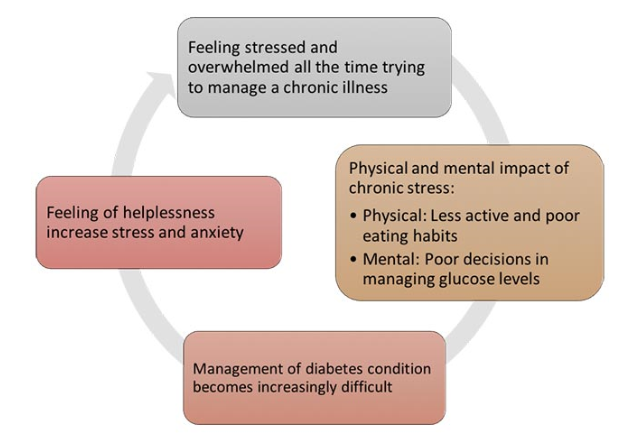 Feeling stressed and
overwhelmed all the time trying
to manage a chronic illness
Physical and mental impact of
chronic stress:
• Physical: Less active and poor
eating habits
• Mental: Poor decisions in
managing glucose levels
Management of diabetes condition
becomes increasingly difficult
Feeling of helplessness
increase stress and anxiety